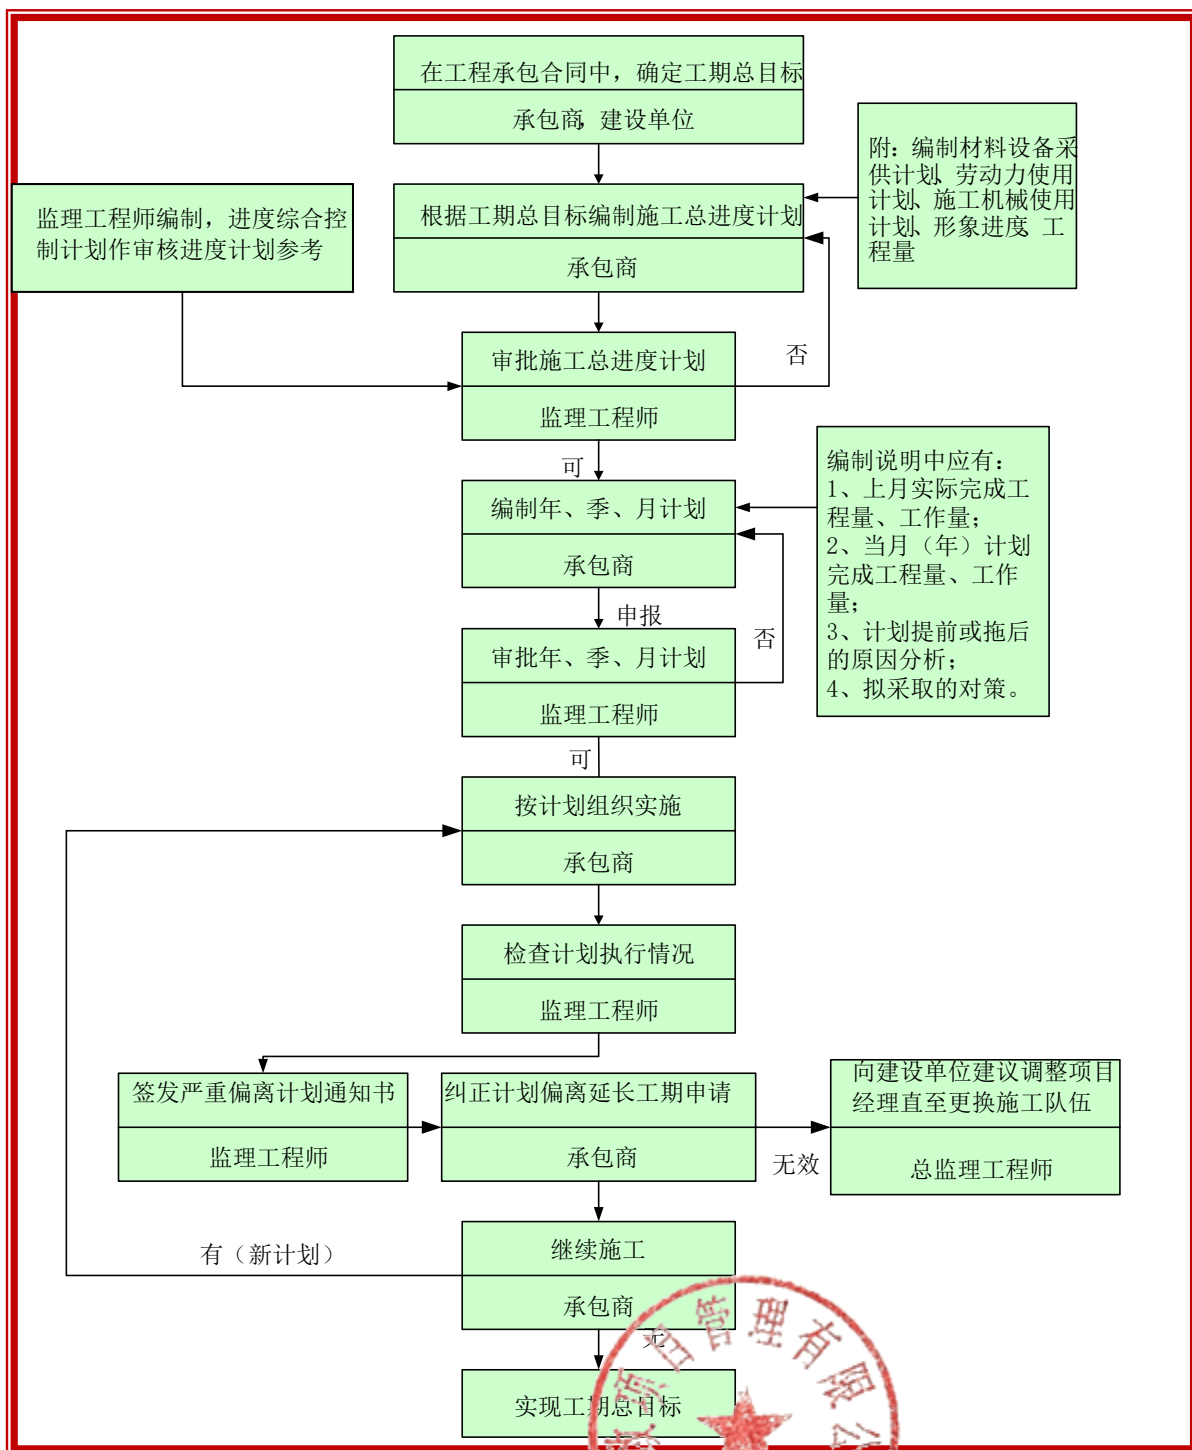 在工程承包合同中，确定工期总目标
承包商，建设单位
附：编制材料设备采
供计划、劳动力使用
计划、施工机械使用
计划、形象进度、工
程量
监理工程师编制，进度综合控
制计划作审核进度计划参考
根据工期总目标编制施工总进度计划
承包商
审批施工总进度计划
否
监理工程师
可
编制说明中应有：
1、上月实际完成工
程量、工作量；
2、当月（年）计划
完成工程量、工作
量；
3、计划提前或拖后
的原因分析；
4、拟采取的对策。
编制年、季、月计划
承包商
申报
否
审批年、季、月计划
监理工程师
可
按计划组织实施
承包商
检查计划执行情况
监理工程师
签发严重偏离计划通知书
监理工程师
纠正计划偏离延长工期申请
承包商
无效
向建设单位建议调整项目
经理直至更换施工队伍
总监理工程师
有（新计划）
继续施工
承包商
无
实现工期总目标
项目管理有限公